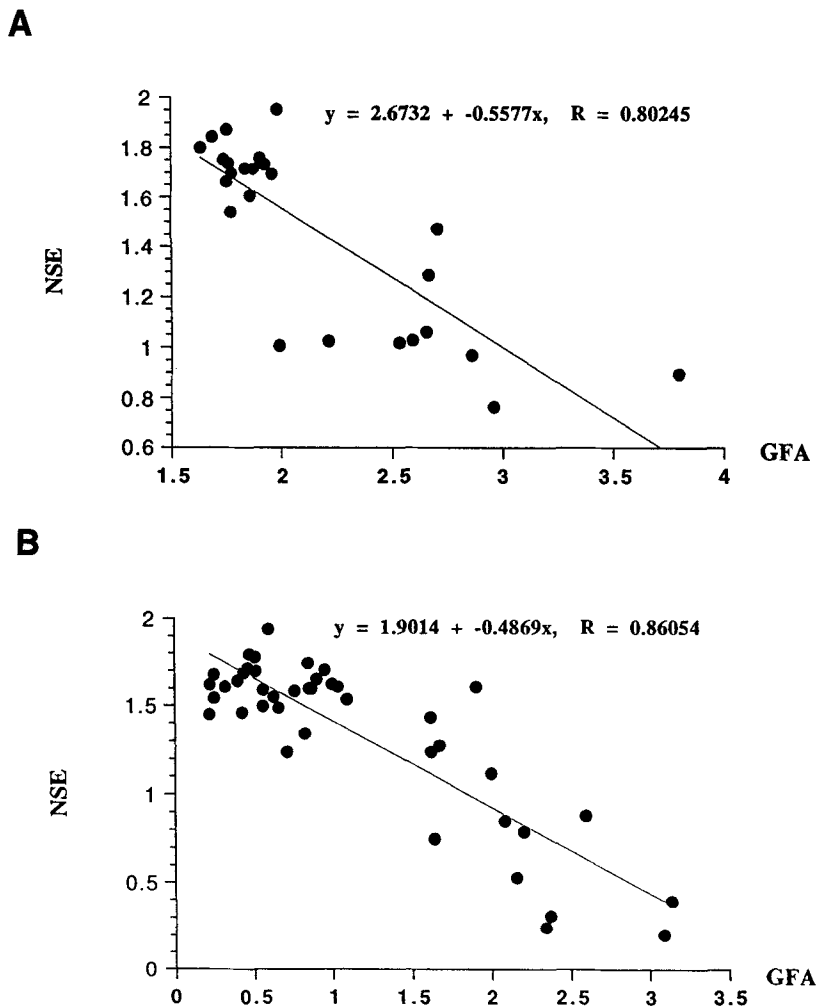 A
y = 2.6732 + -0.5577x, R = 0.80245
2
1.8
1.6
1.4
1.2
1
0.8
0.6
NSE
1.5 2 2.5 3 3.5 4
GFA
B
y = 1.9014 + -0.4869x, R = 0.86054
2
1.5
1
0.5
0
NSE
0 0.5 1 1.5 2 2.5 3 3.5
GFA